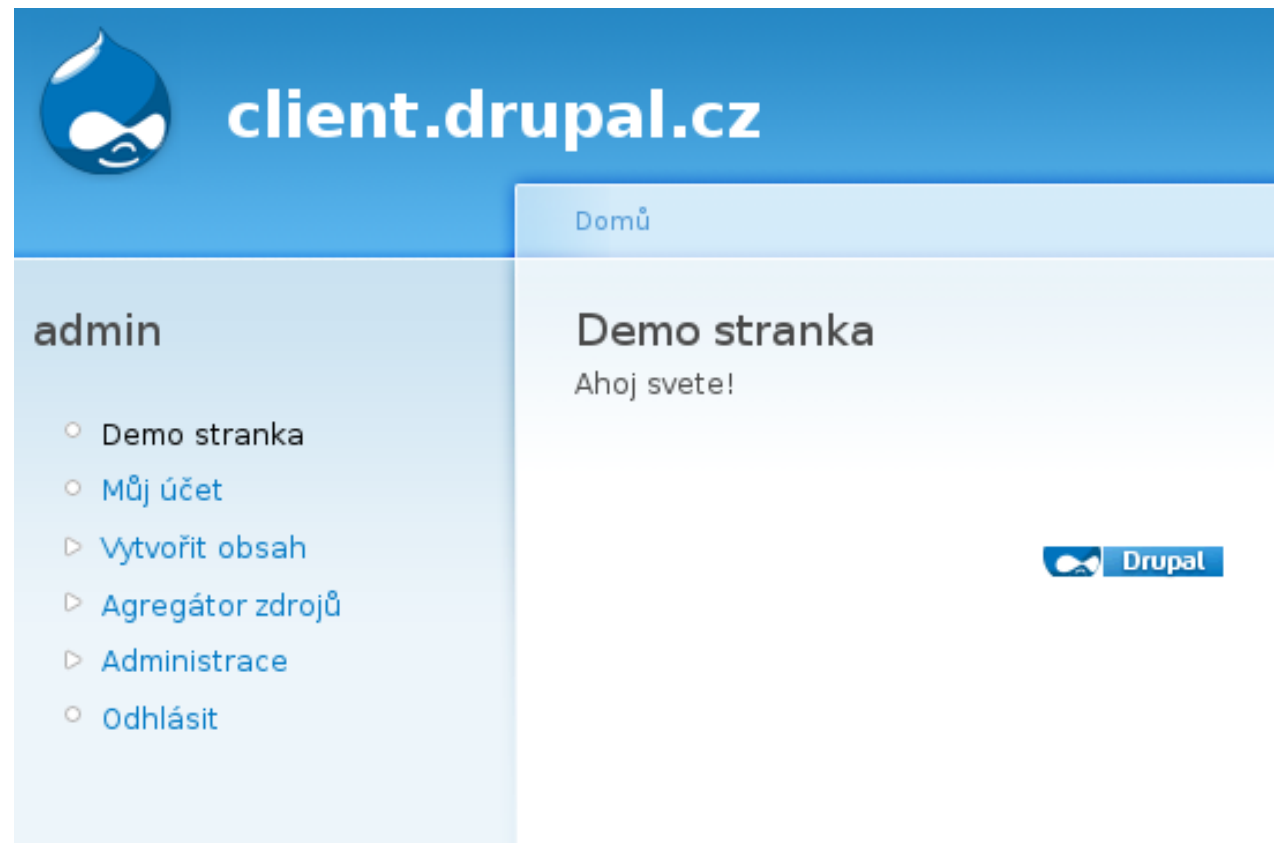 client.drupal.cz
Domů
admin
Demo stranka
Můj účet
Vytvořit obsah
Agregátor zdrojů
Administrace
Odhlásit
Demo stranka
Ahoj svete!
Drupal